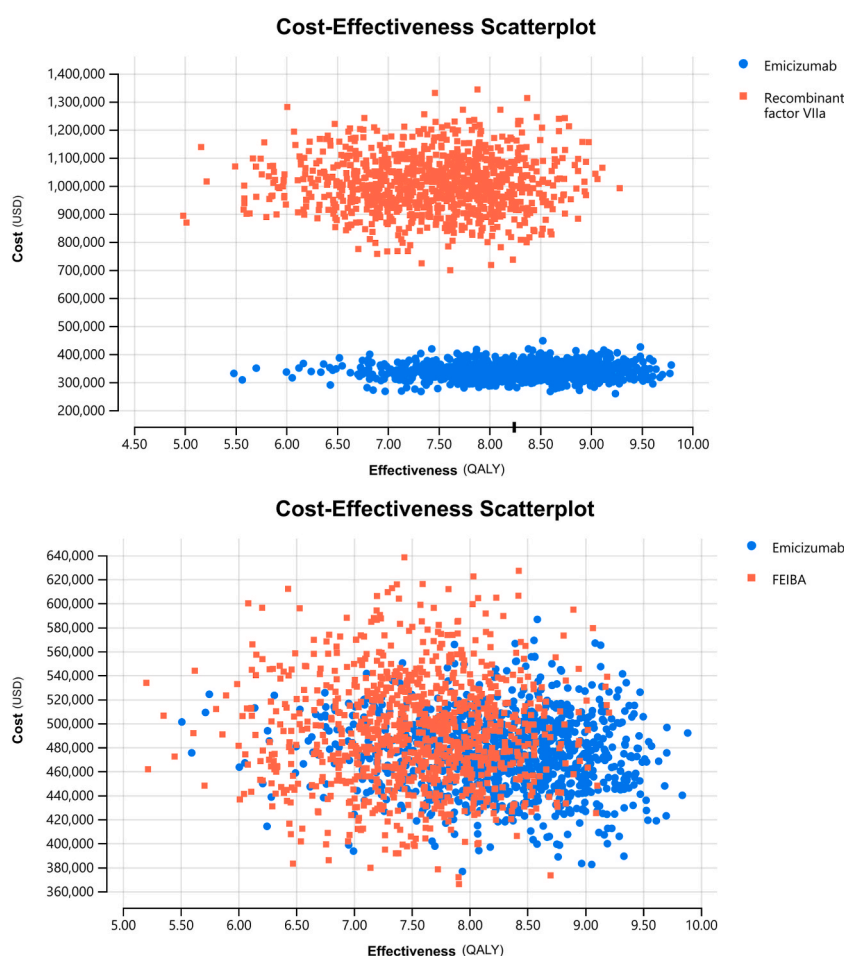 Cost-Effectiveness Scatterplot
Emicizumab
Recombinant
factor VIIa
1,400,000
1,300,000
1,200,000
1,100,000
1,000,000
900,000
800,000
700,000
600,000
500,000
400,000
300,000
200,000
Cost (USD)
4.50 5.00 5.50 6.00 6.50 7.00 7.50 8.00 8.50 9.00 9.50 10.00
Effectiveness (QALY)
Cost-Effectiveness Scatterplot
Emicizumab
FEIBA
640,000
620,000
600,000
580,000
560,000
540,000
520,000
500,000
480,000
460,000
440,000
420,000
400,000
380,000
360,000
Cost (USD)
5.00 5.50 6.00 6.50 7.00 7.50 8.00 8.50 9.00 9.50 10.00
Effectiveness (QALY)